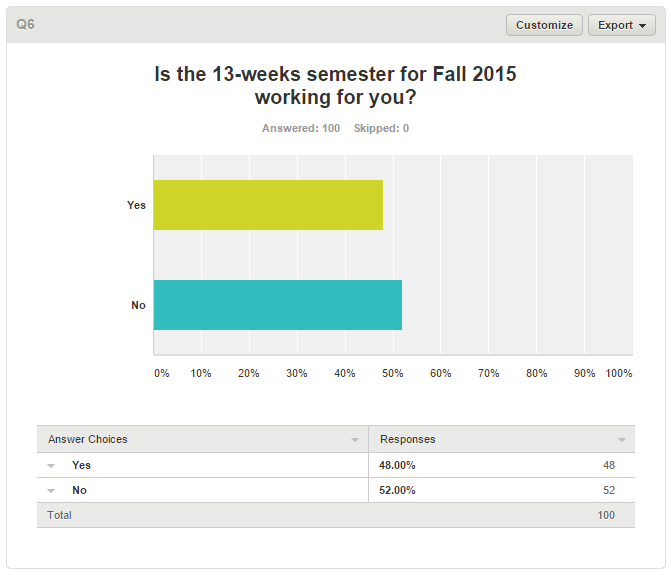 Q6
Customize
Export
Is the 13-weeks semester for Fall 2015
working for you?
Answered: 100 Skipped: 0
Yes
No
0% 10% 20% 30% 40% 50% 60% 70% 80% 90% 100%
Answer Choices Responses
Yes 48.00% 48
No 52.00% 52
Total 100